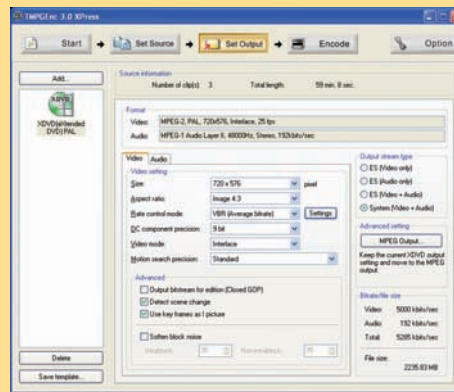 TMPGEnc 3.0 XPress
Start
Set Source
Set Output
Encode
Option
Add...
XDVD(eXtended
DVD) PAL
Delete
Save template...
Source information
Number of clip(s) 3 Total length: 59 min. 8 sec.
Format
Video: MPEG-2, PAL, 720x576, Interlace, 25 fps
Audio: MPEG-1 Audio Layer II, 48000Hz, Stereo, 192kbits/sec
Video Audio
Video setting
Size: 720 x 576 pixel
Aspect ratio: Image 4:3
Rate control mode: VBR (Average bitrate) Settings
DC component precision: 9 bit
Video mode: Interlace
Motion search precision: Standard
Advanced
Output bitstream for edition (Closed GOP)
Detect scene change
Use key frames as I picture
Soften block noise
Output stream type
ES (Video only)
ES (Audio only)
ES (Video + Audio)
System (Video + Audio)
Advanced setting
MPEG Output...
Keep the current XDVD output
setting and move to the MPEG
output.
Bitrate/file size
Video: 5000 kbits/sec
Audio: 192 kbits/sec
Total: 5285 kbits/sec
File size:
2235.83 MB